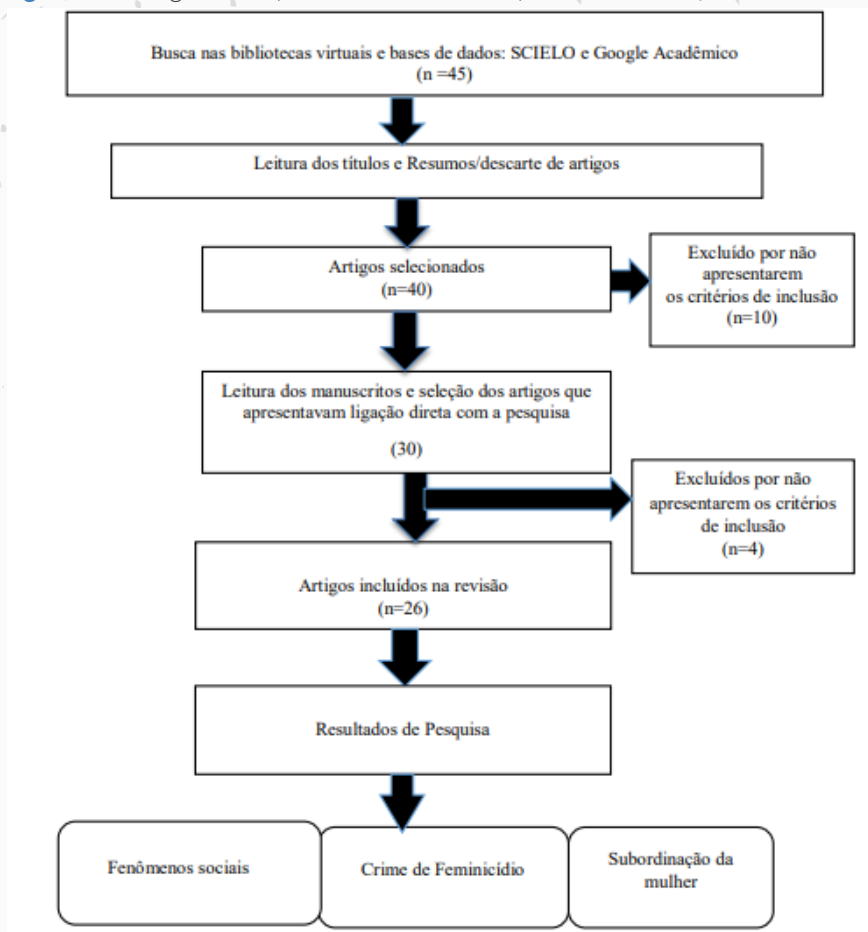 Busca nas bibliotecas virtuais e bases de dados: SCIELO e Google Acadêmico
(n =45)
Leitura dos títulos e Resumos/descarte de artigos
Artigos selecionados
(n=40)
Excluído por não
apresentarem
os critérios de inclusão
(n=10)
Leitura dos manuscritos e seleção dos artigos que
apresentavam ligação direta com a pesquisa
(30)
Excluídos por não
apresentarem os critérios
de inclusão
(n=4)
Artigos incluídos na revisão
(n=26)
Resultados de Pesquisa
Fenômenos sociais
Crime de Feminicídio
Subordinação da
mulher